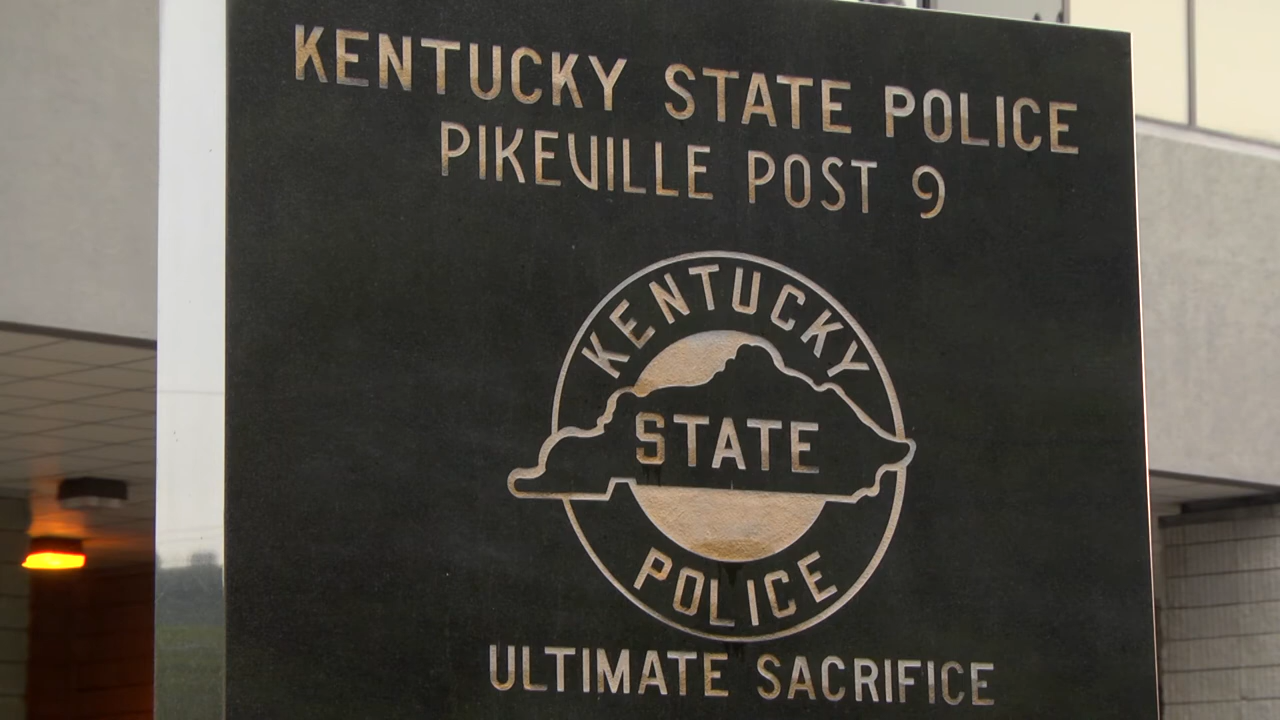 KENTUCKY STATE POLICE
PIKEVILLE POST 9
KENTUCKY
STATE
POLICE
ULTIMATE SACRIFICE